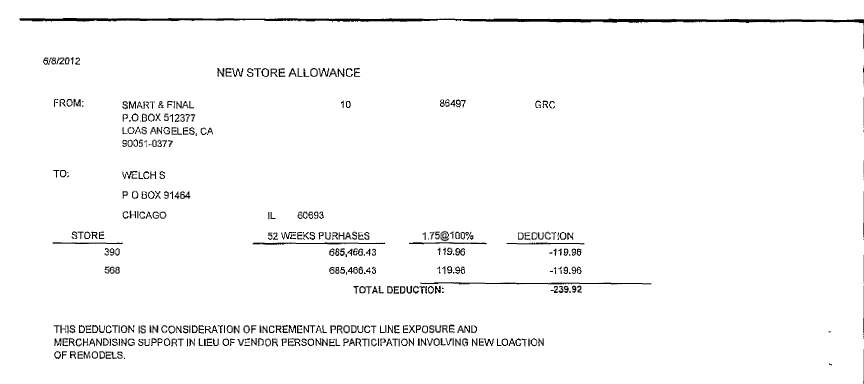 6/8/2012
NEW STORE ALLOWANCE
FROM: SMART & FINAL 10 86497 GRC
P.O.BOX 512377
LOAS ANGELES, CA
90051-0377
TO: WELCH S
P O BOX 91464
CHICAGO IL 60693
STORE 52 WEEKS PURHASES 1.75@100% DEDUCTION
390 685,466.43 119.96 -119.96
568 685,466.43 119.96 -119.96
TOTAL DEDUCTION: -239.92
THIS DEDUCTION IS IN CONSIDERATION OF INCREMENTAL PRODUCT LINE EXPOSURE AND
MERCHANDISING SUPPORT IN LIEU OF VENDOR PERSONNEL PARTICIPATION INVOLVING NEW LOACTION
OF REMODELS.